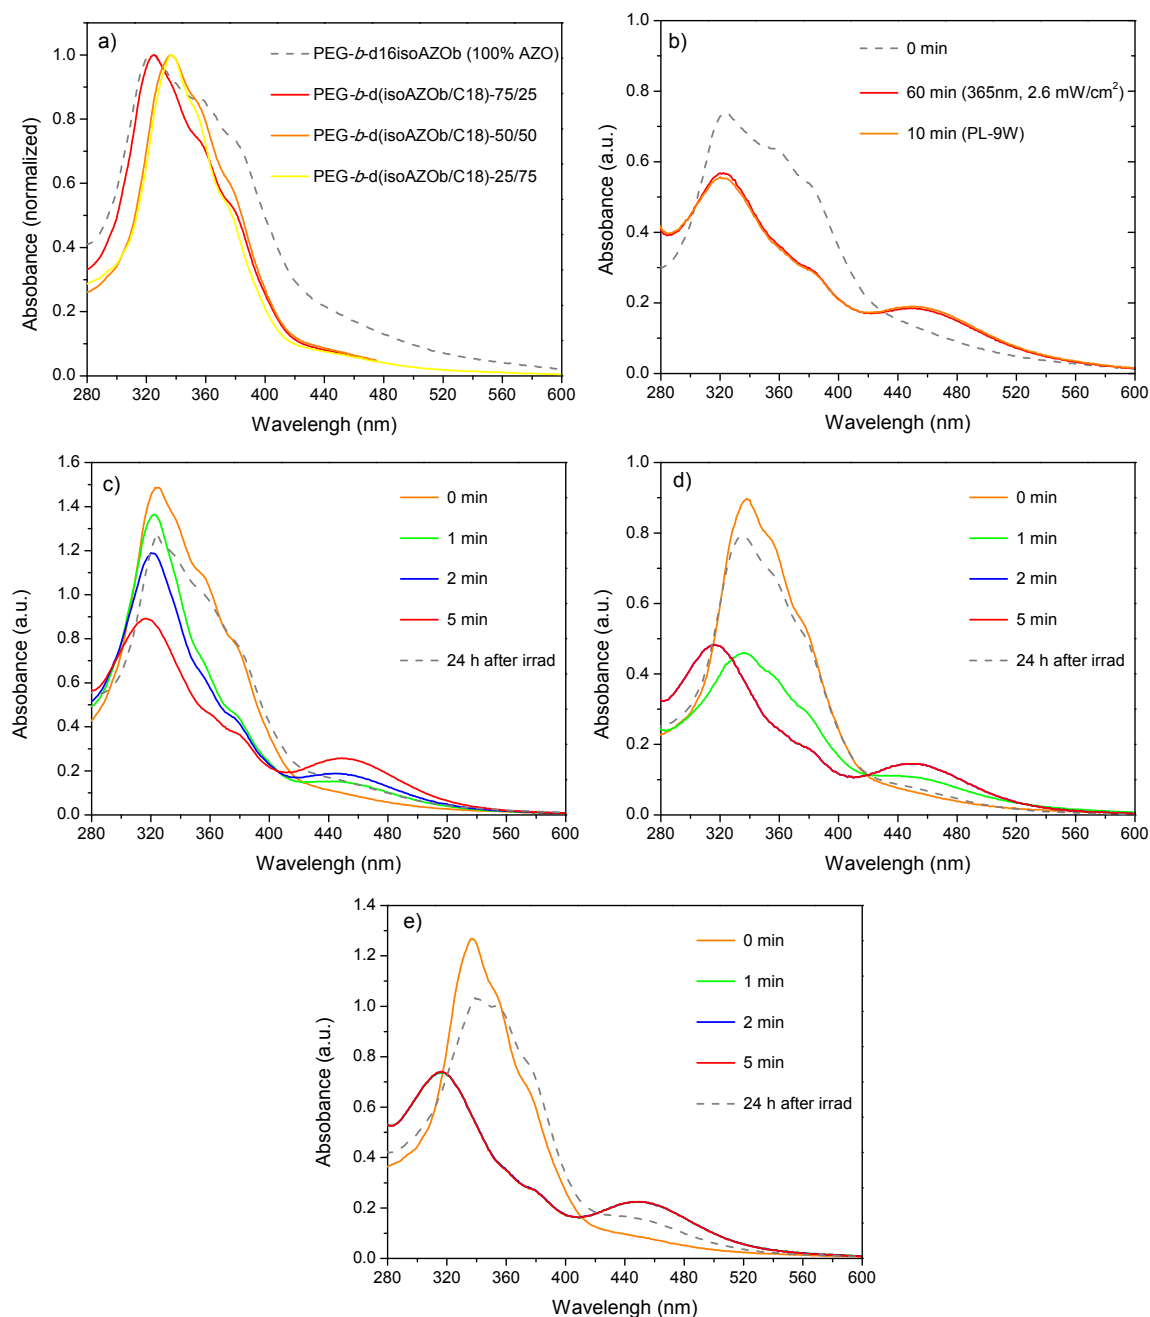 a)
PEG-b-d16isoAZOb (100% AZO)
PEG-b-d(isoAZOb/C18)-75/25
PEG-b-d(isoAZOb/C18)-50/50
PEG-b-d(isoAZOb/C18)-25/75
Absobance (normalized)
1.0
0.8
0.6
0.4
0.2
0.0
280 320 360 400 440 480 520 560 600
Wavelengh (nm)
b)
0 min
60 min (365nm, 2.6 mW/cm²)
10 min (PL-9W)
Absobance (a.u.)
1.0
0.8
0.6
0.4
0.2
0.0
280 320 360 400 440 480 520 560 600
Wavelengh (nm)
c)
0 min
1 min
2 min
5 min
24 h after irrad
Absobance (a.u.)
1.6
1.4
1.2
1.0
0.8
0.6
0.4
0.2
0.0
280 320 360 400 440 480 520 560 600
Wavelengh (nm)
d)
0 min
1 min
2 min
5 min
24 h after irrad
Absobance (a.u.)
1.0
0.8
0.6
0.4
0.2
0.0
280 320 360 400 440 480 520 560 600
Wavelengh (nm)
e)
0 min
1 min
2 min
5 min
24 h after irrad
Absobance (a.u.)
1.4
1.2
1.0
0.8
0.6
0.4
0.2
0.0
280 320 360 400 440 480 520 560 600
Wavelengh (nm)